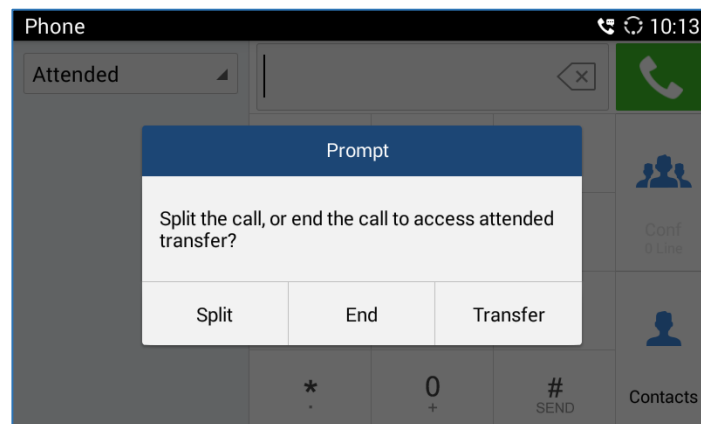 Phone
10:13
Attended
Prompt
Split the call, or end the call to access attended
transfer?
Split
End
Transfer
Conf
0 Line
*
.
0
+
#
SEND
Contacts